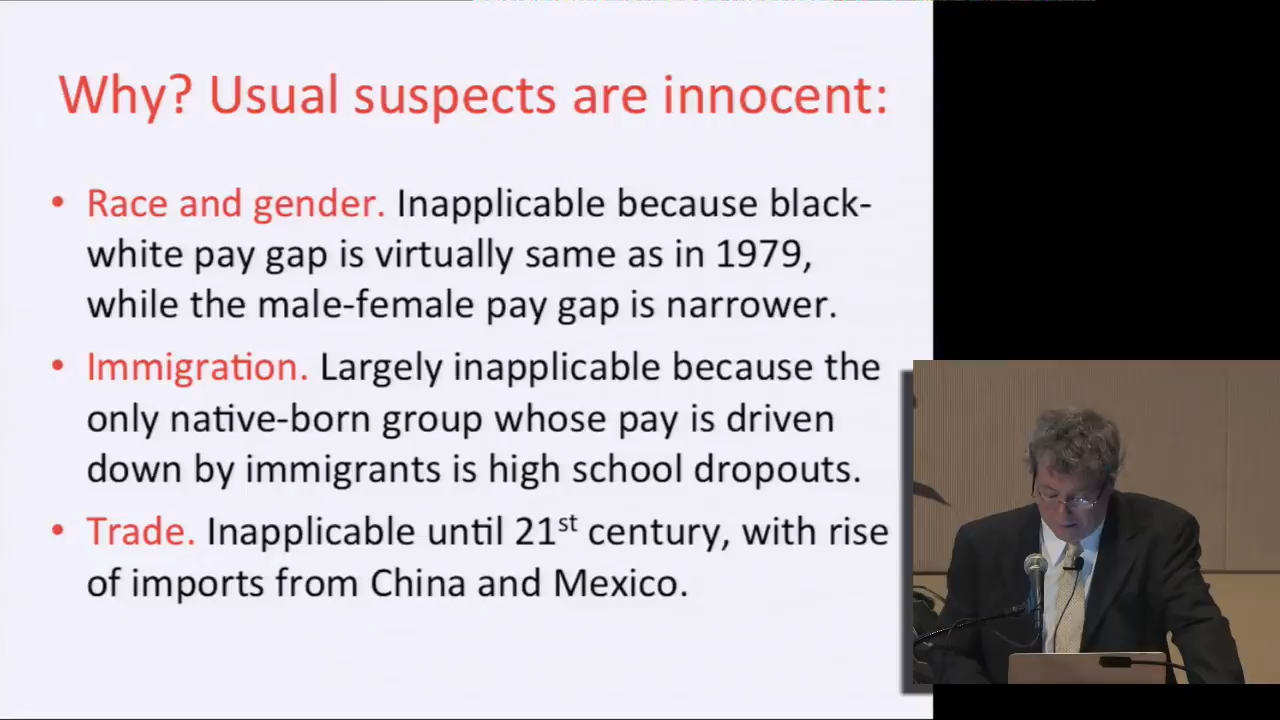 Why? Usual suspects are innocent:
• Race and gender. Inapplicable because black-
white pay gap is virtually same as in 1979,
while the male-female pay gap is narrower.
• Immigration. Largely inapplicable because the
only native-born group whose pay is driven
down by immigrants is high school dropouts.
• Trade. Inapplicable until 21st century, with rise
of imports from China and Mexico.